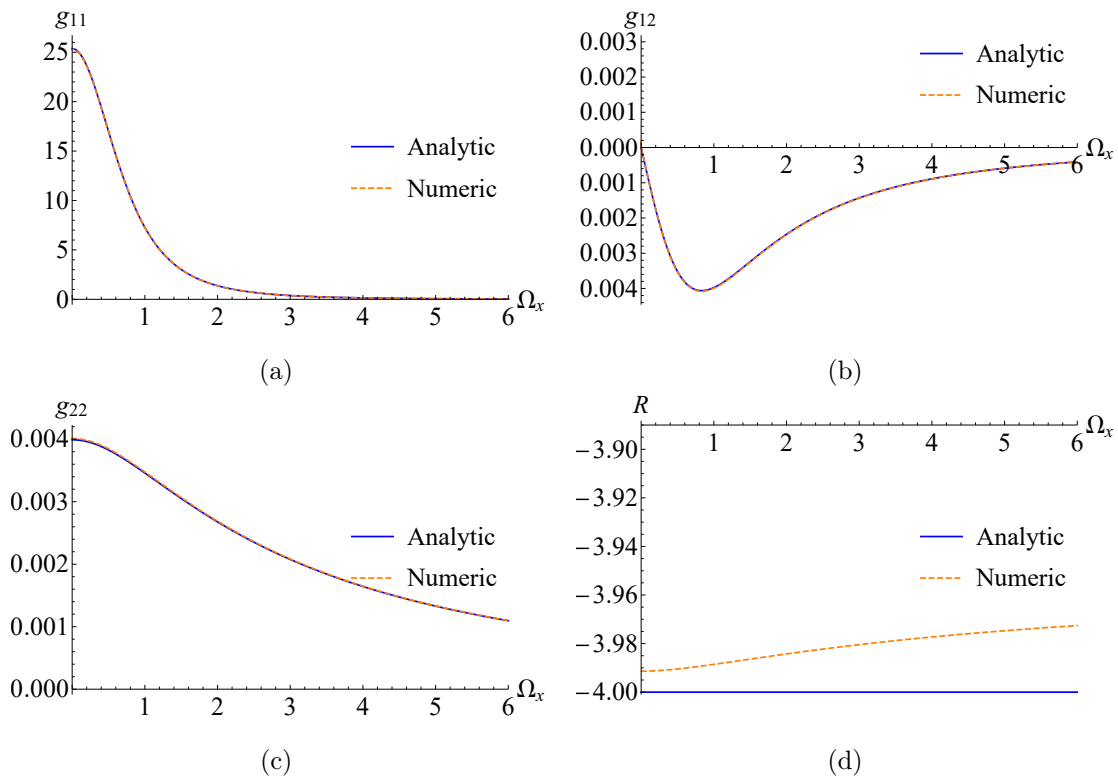 g11
25
20
15
10
5
0
1 2 3 4 5 6
Ωx
Analytic
Numeric
(a)
g12
0.003
0.002
0.001
0.000
0.001
0.002
0.003
0.004
1 2 3 4 5 6
Ωx
Analytic
Numeric
(b)
g22
0.004
0.003
0.002
0.001
0.000
1 2 3 4 5 6
Ωx
Analytic
Numeric
(c)
R
1 2 3 4 5 6
Ωx
−3.90
−3.92
−3.94
−3.96
−3.98
−4.00
Analytic
Numeric
(d)